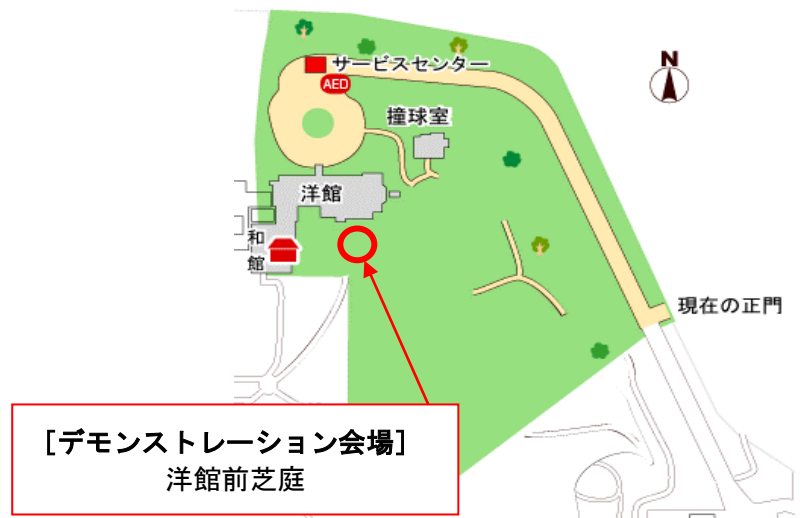 サービスセンター
N
AED
撞球室
洋館
和館
現在の正門
［デモンストレーション会場］
洋館前芝庭